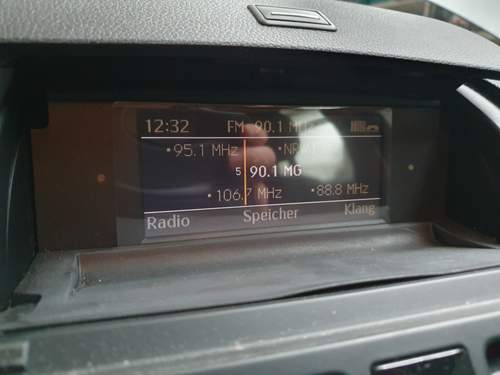 12:32 FM 90.1 MHz
•95.1 MHz
5 90.1 MG
•106.7 MHz •88.8 MHz
Radio Speicher Klang